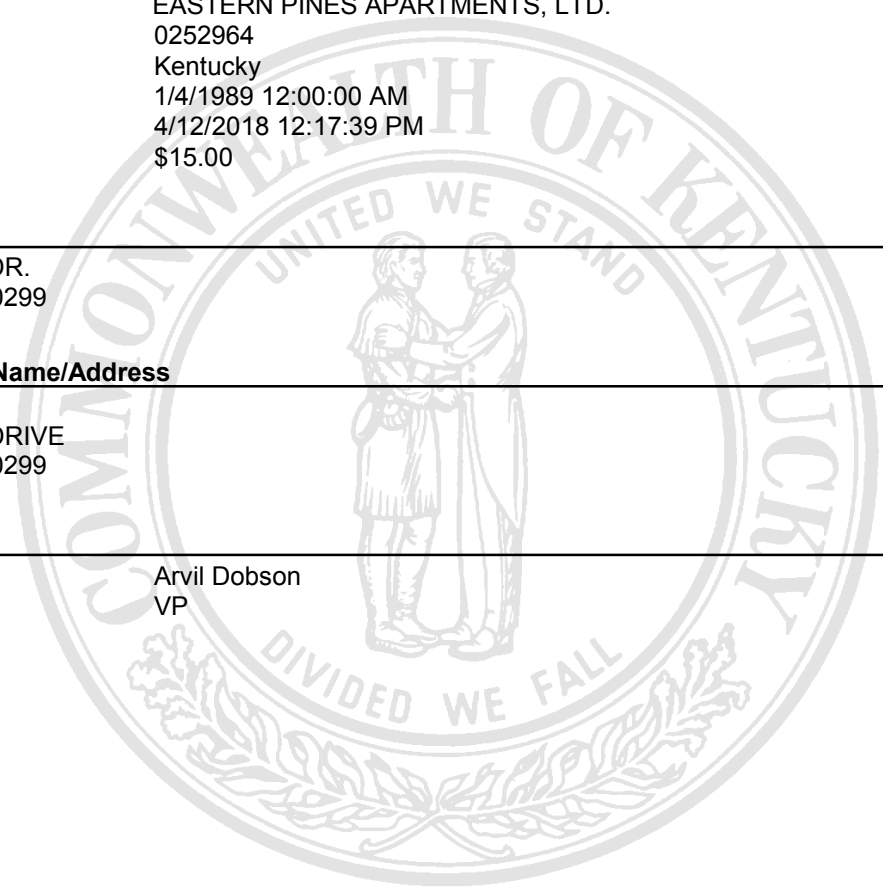 EASTERN PINES APARTMENTS, LTD.
0252964
Kentucky
1/4/1989 12:00:00 AM
4/12/2018 12:17:39 PM
$15.00
COMMONWEALTH OF KENTUCKY
UNITED WE STAND
DIVIDED WE FALL
DR.
0299
Name/Address
DRIVE
0299
Arvil Dobson
VP